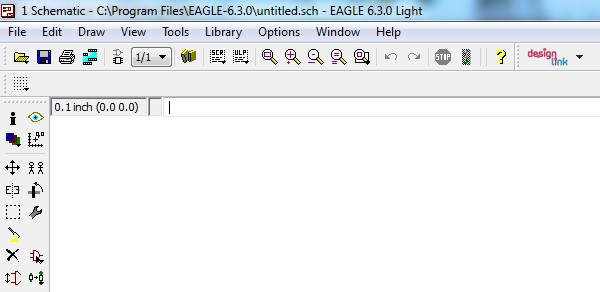 1 Schematic - C:\Program Files\EAGLE-6.3.0\untitled.sch - EAGLE 6.3.0 Light
File Edit Draw View Tools Library Options Window Help
1/1 SCR ULP STOP ? design link
0.1 inch (0.0 0.0)